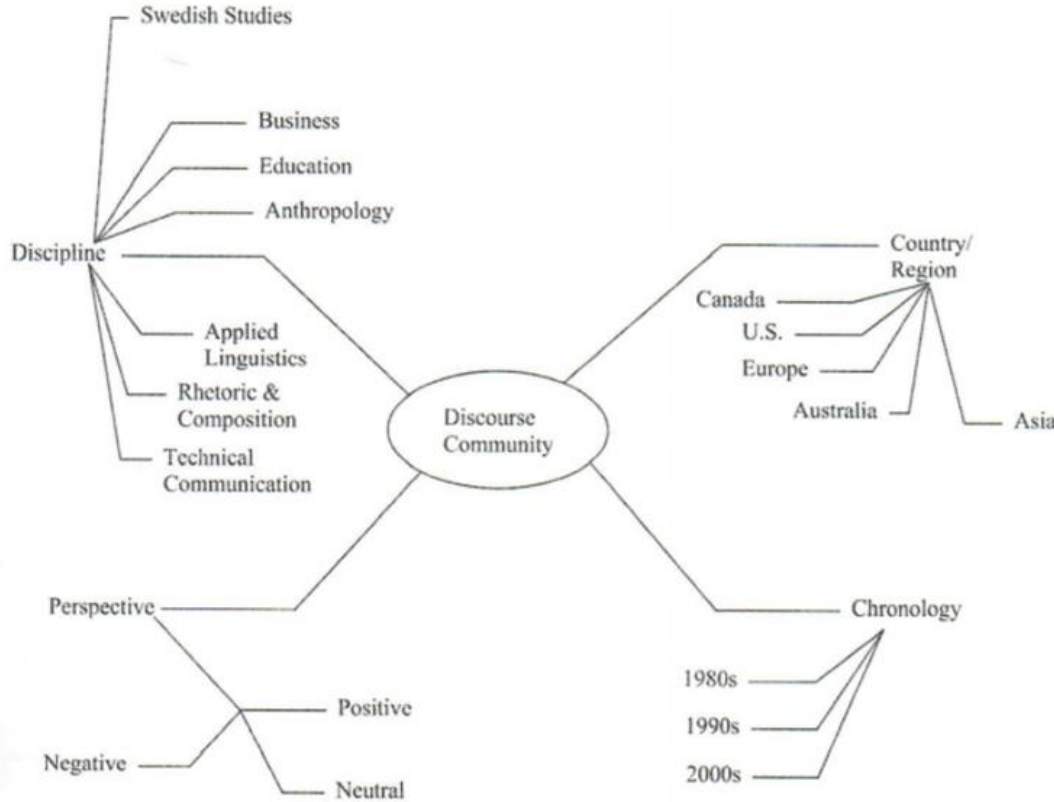 Swedish Studies
Business
Education
Anthropology
Discipline
Applied
Linguistics
Rhetoric &
Composition
Technical
Communication
Country/
Region
Canada
U.S.
Europe
Australia
Asia
Discourse
Community
Perspective
Positive
Negative
Neutral
Chronology
1980s
1990s
2000s